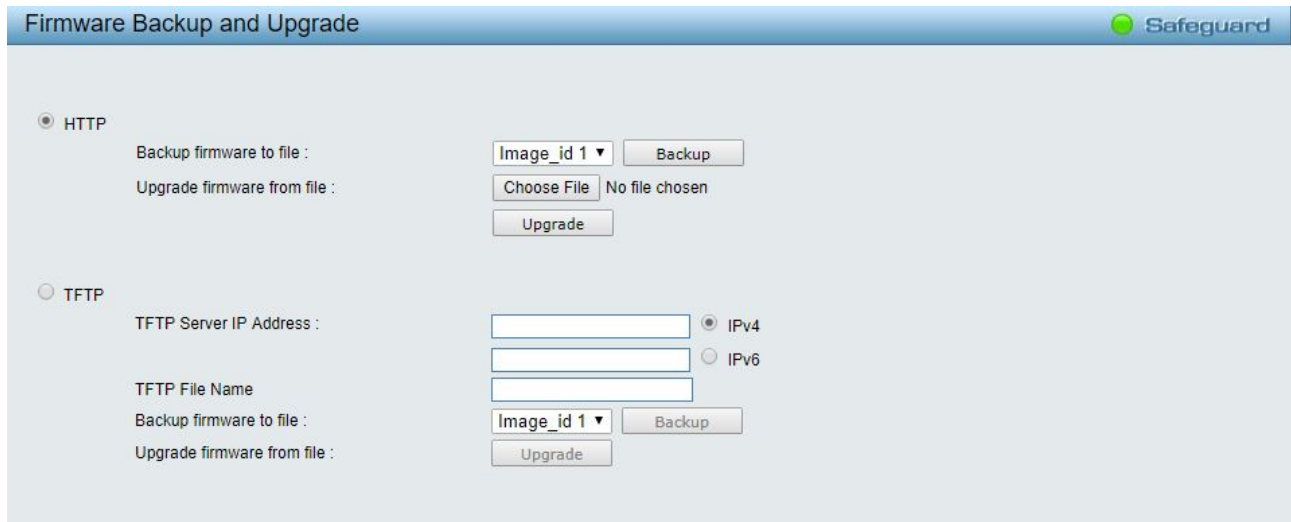 Firmware Backup and Upgrade Safeguard
HTTP
Backup firmware to file : Image_id 1 Backup
Upgrade firmware from file : Choose File No file chosen
Upgrade
TFTP
TFTP Server IP Address : IPv4
IPv6
TFTP File Name
Backup firmware to file : Image_id 1 Backup
Upgrade firmware from file : Upgrade